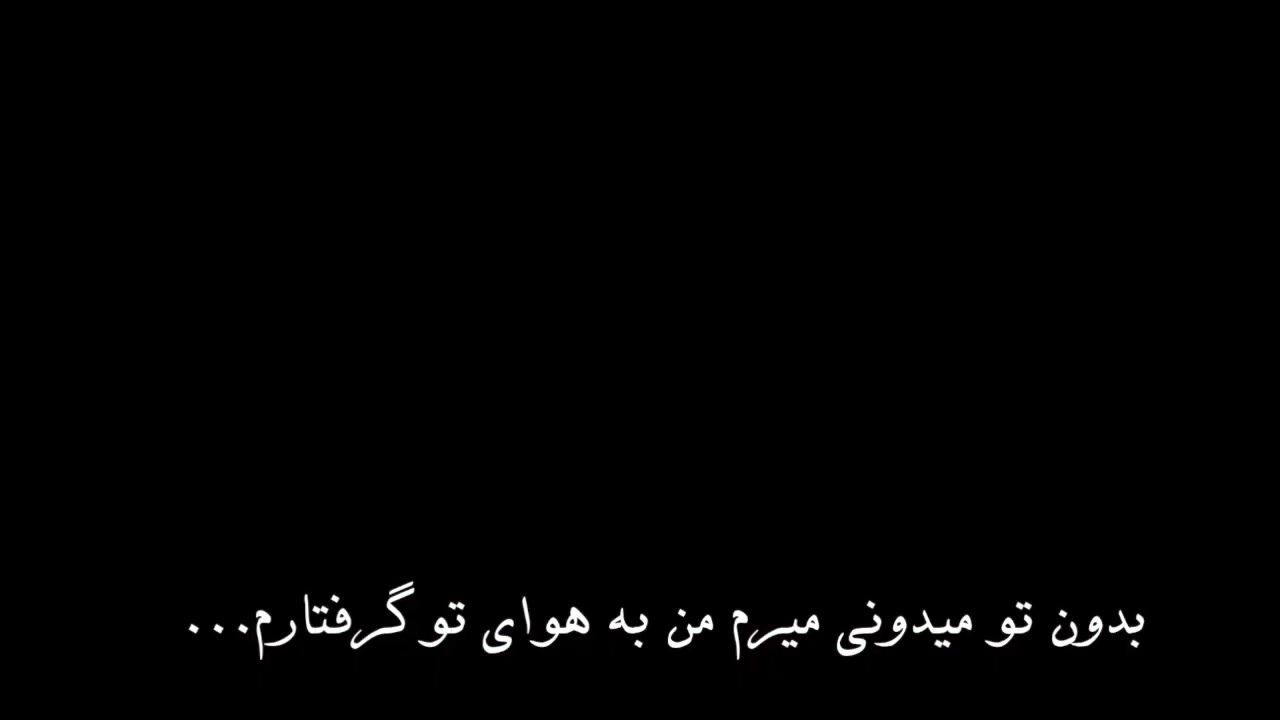 بدون تو میدونی میرم من به هوای تو گرفتارم...